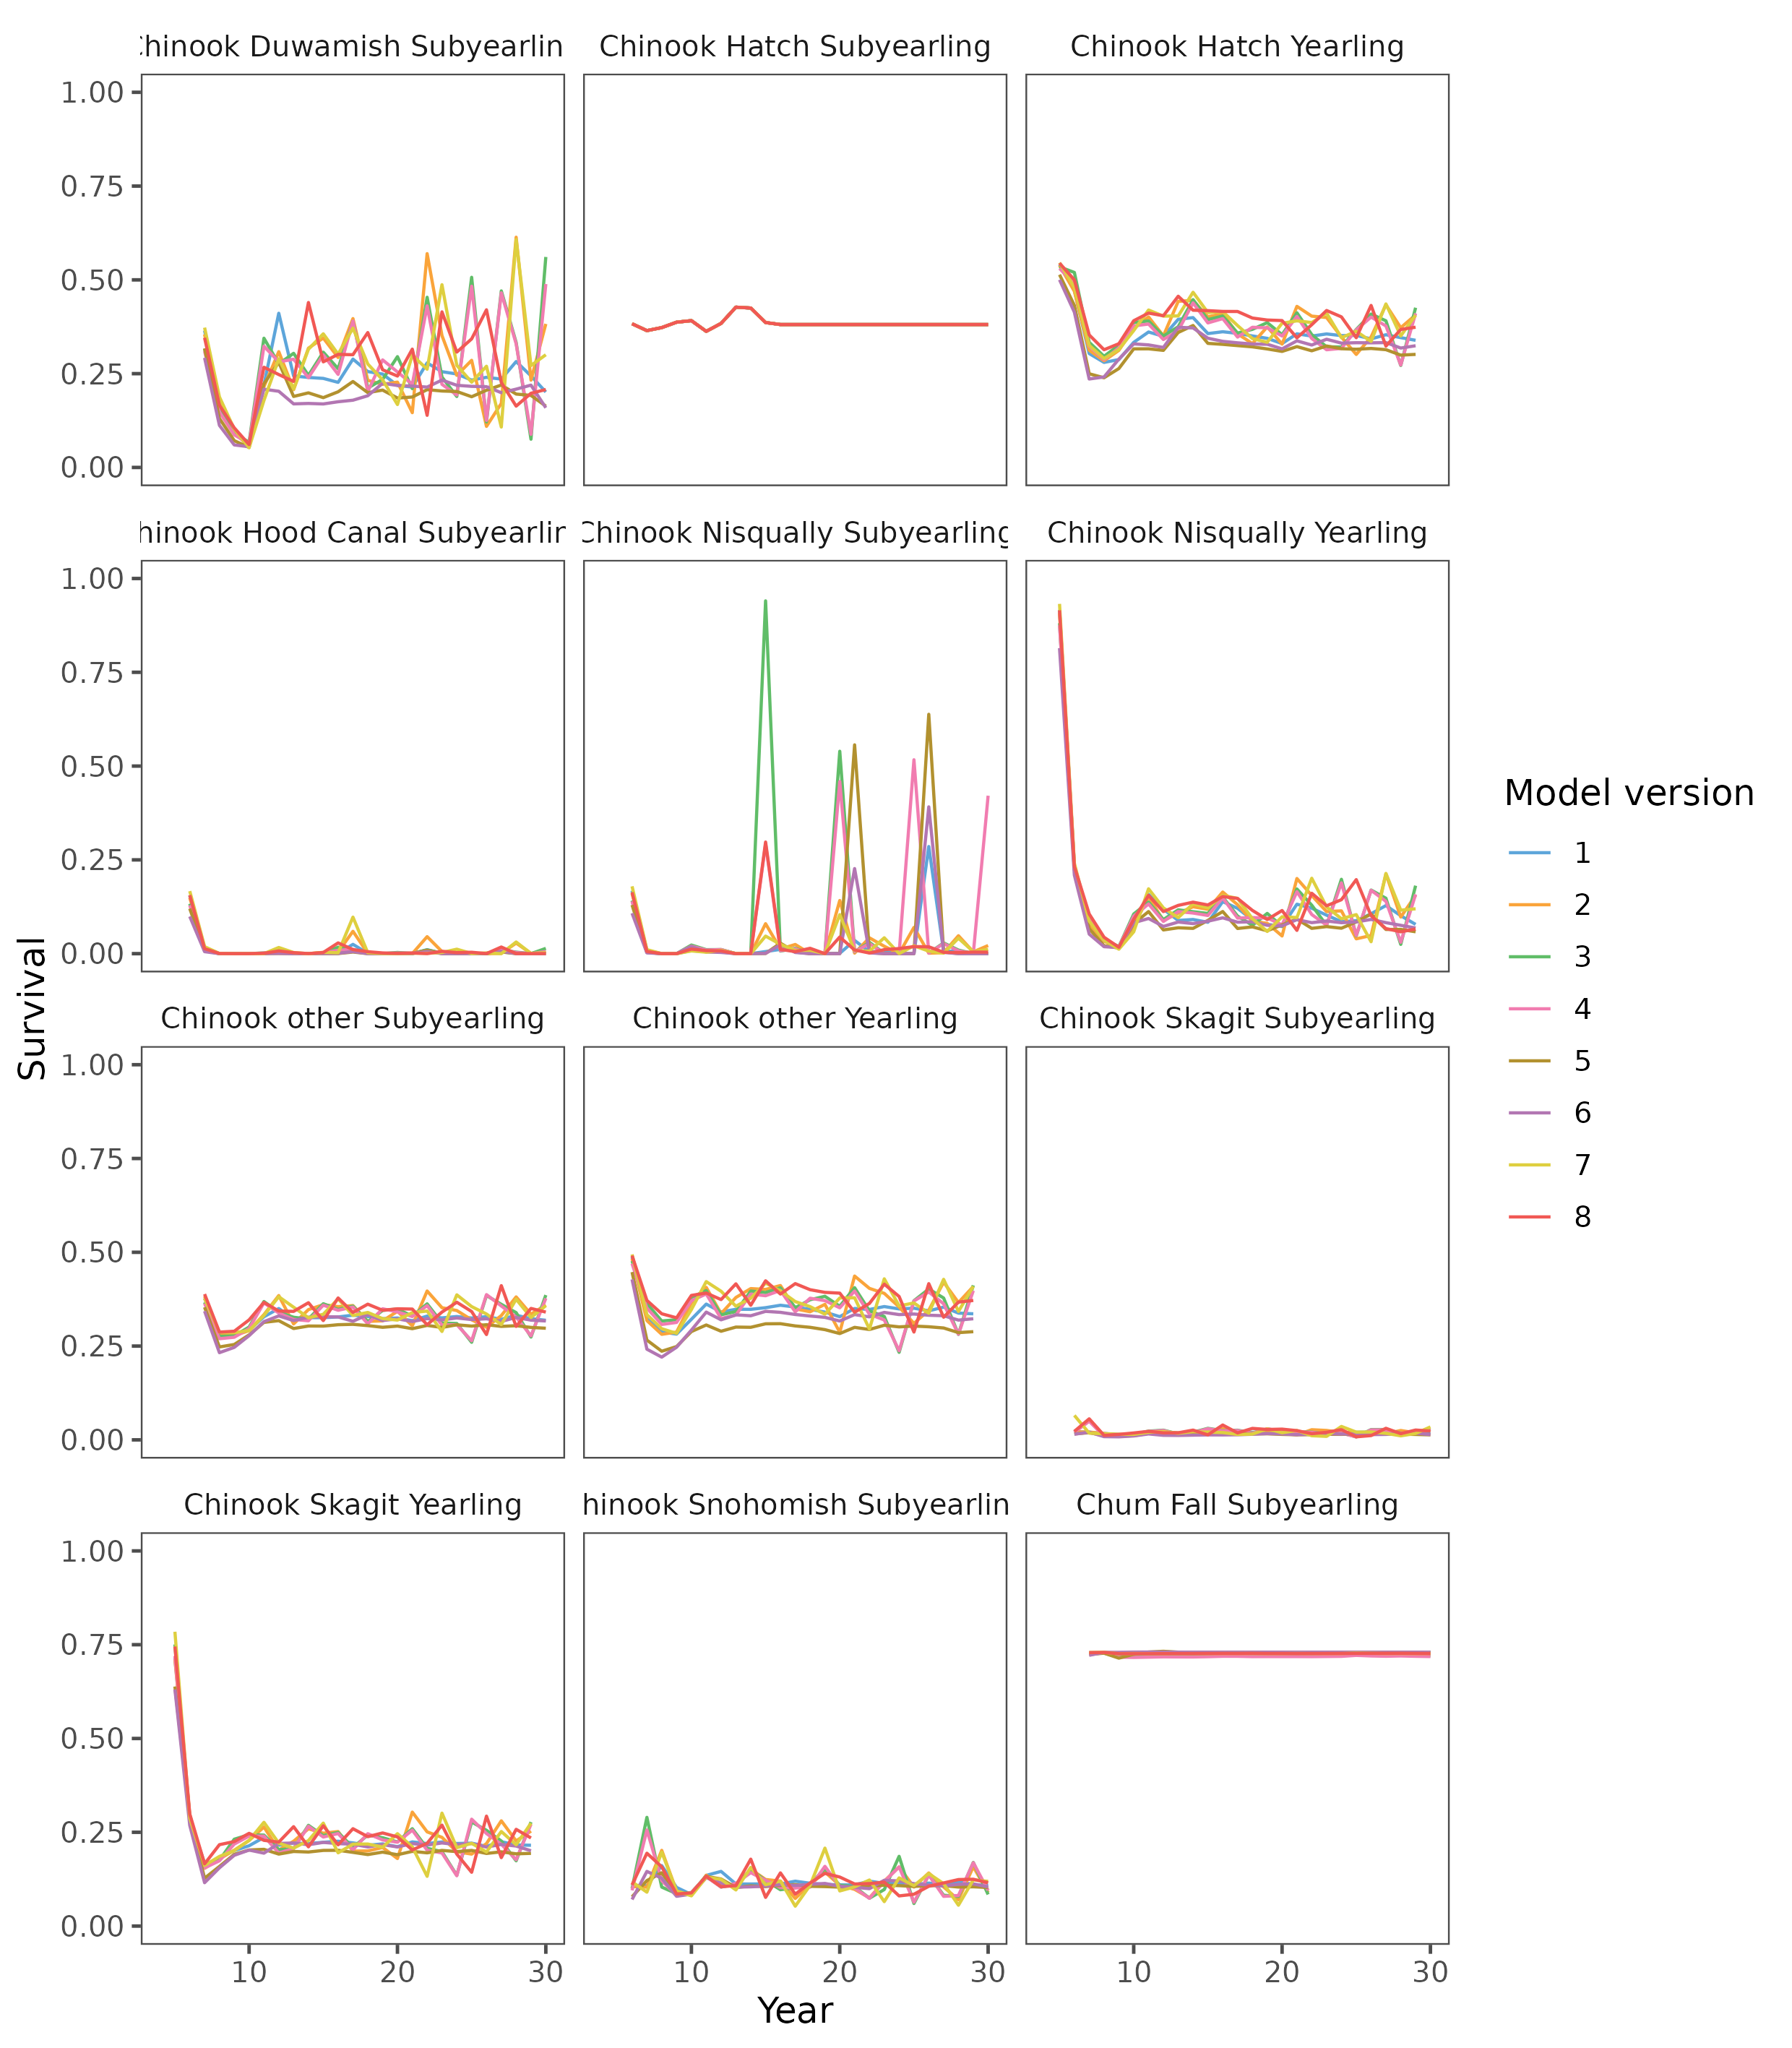 hinook Duwamish Subyearlin
Chinook Hatch Subyearling
Chinook Hatch Yearling
1.00
0.75
0.50
0.25
0.00
hinook Hood Canal Subyearlin
Chinook Nisqually Subyearling
Chinook Nisqually Yearling
1.00
0.75
0.50
0.25
0.00
Chinook other Subyearling
Chinook other Yearling
Chinook Skagit Subyearling
1.00
0.75
0.50
0.25
0.00
Chinook Skagit Yearling
hinook Snohomish Subyearlin
Chum Fall Subyearling
1.00
0.75
0.50
0.25
0.00
10 20 30
10 20 30
10 20 30
Year
Survival
Model version
1
2
3
4
5
6
7
8